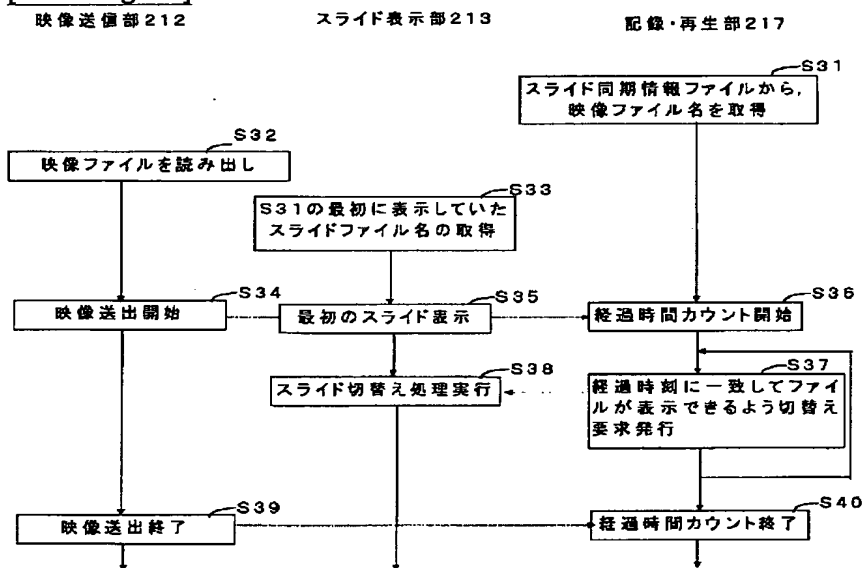 映像送信部212
スライド表示部213
記録・再生部217
S31
スライド同期情報ファイルから,
映像ファイル名を取得
S32
映像ファイルを読み出し
S33
S31の最初に表示していた
スライドファイル名の取得
S34
映像送出開始
S35
最初のスライド表示
S36
経過時間カウント開始
S37
経過時刻に一致してファイ
ルが表示できるよう切替え
要求発行
S38
スライド切替え処理実行
S39
映像送出終了
S40
経過時間カウント終了